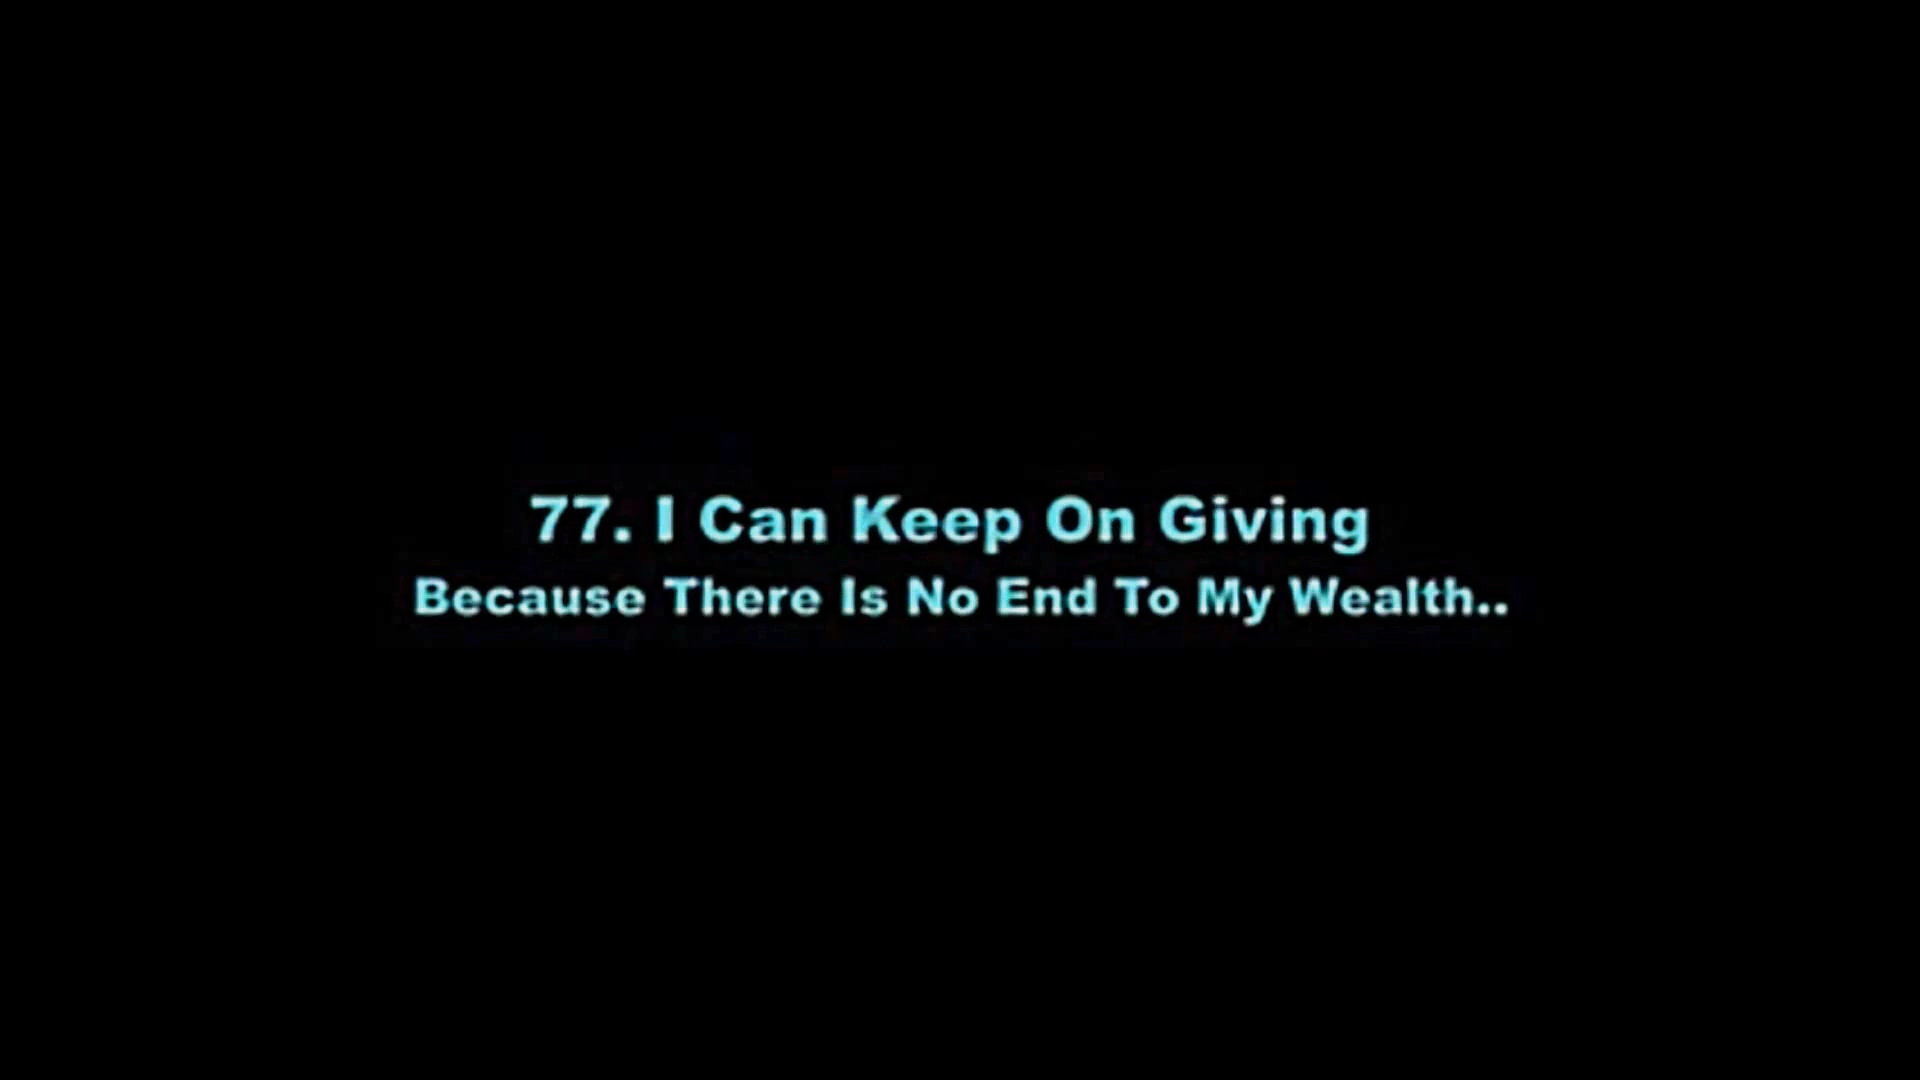 77. I Can Keep On Giving
Because There Is No End To My Wealth..